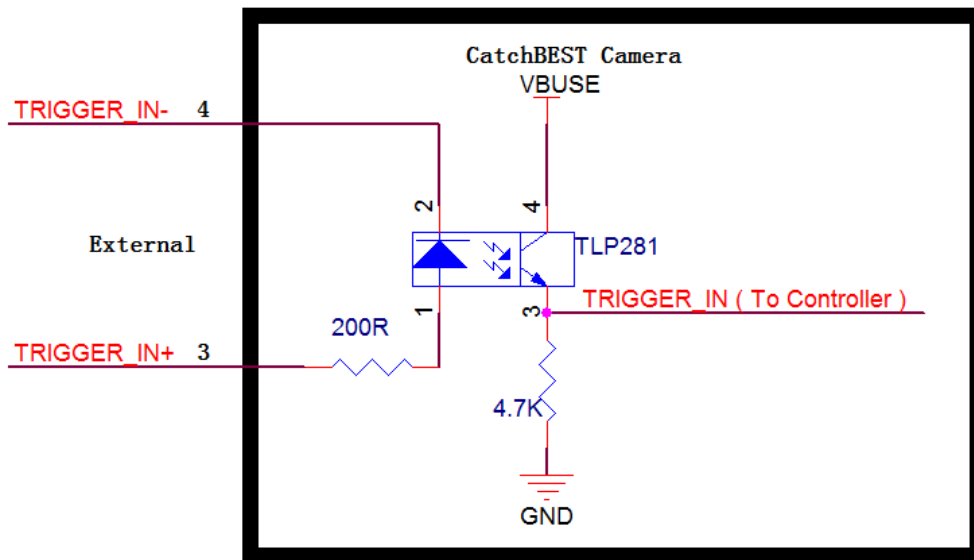 CatchBEST Camera
VBUSE
TRIGGER_IN- 4
2
4
External
TLP281
TRIGGER_IN ( To Controller )
1
3
200R
TRIGGER_IN+ 3
4.7K
GND